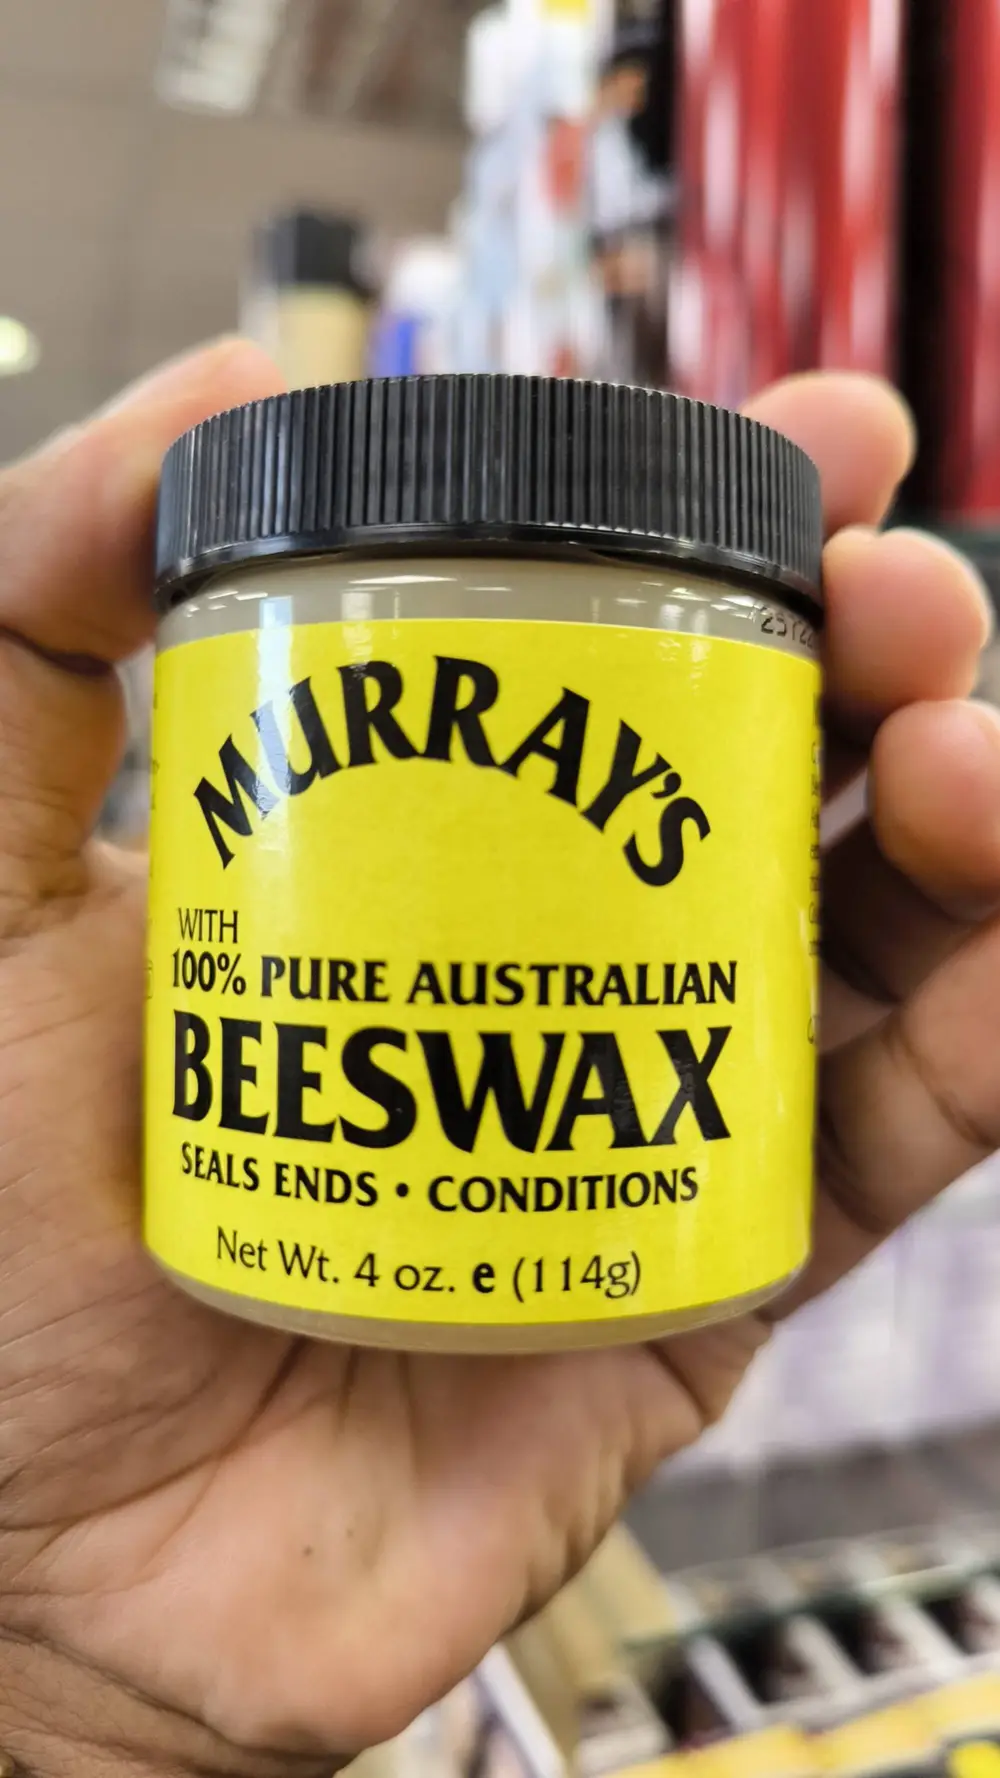 MURRAY'S
WITH
100% PURE AUSTRALIAN
BEESWAX
SEALS ENDS • CONDITIONS
Net Wt. 4 oz. e (114g)